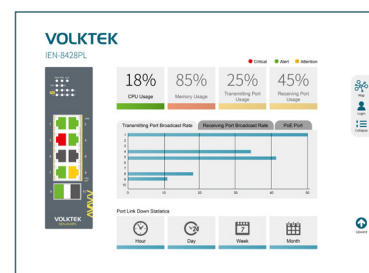 VOLKTEK
IEN-8428PL
Critical Alert Attention
18% 85% 25% 45%
CPU Usage Memory Usage Transmitting Port Usage Receiving Port Usage
Map
Login
Collapse
Transmitting Port Broadcast Rate Receiving Port Broadcast Rate PoE Port
1
2
3
4
5
6
7
8
9
10
0 10 20 30 40 50
VOLKTEK
Port Link Down Statistics
7
Hour Day Week Month
Upward